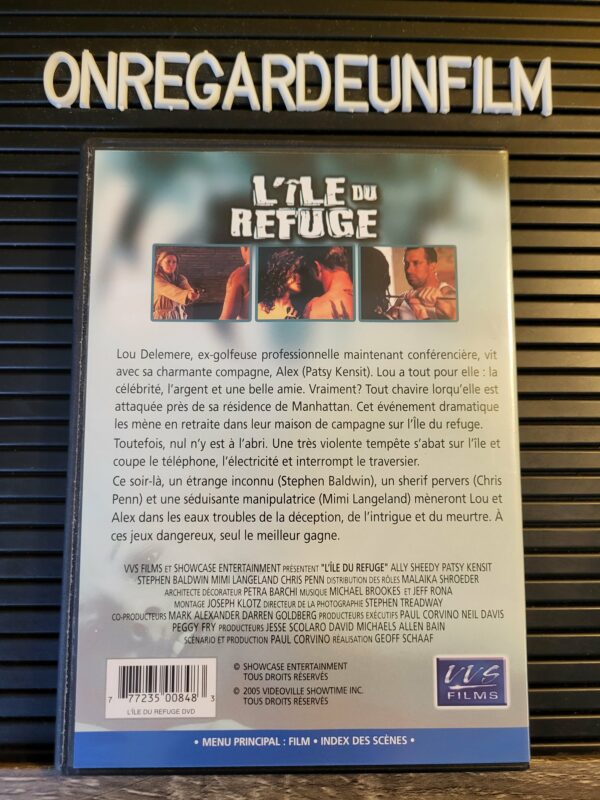 ONREGARDEUNFILM
L'ÎLE DU
REFUGE
Lou Delemere, ex-golfeuse professionnelle maintenant conférencière, vit
avec sa charmante compagne, Alex (Patsy Kensit). Lou a tout pour elle : la
célébrité, l'argent et une belle amie. Vraiment? Tout chavire lorsqu'elle est
attaquée près de sa résidence de Manhattan. Cet événement dramatique
les mène en retraite dans leur maison de campagne sur l'Île du refuge.
Toutefois, nul n'y est à l'abri. Une très violente tempête s'abat sur l'île et
coupe le téléphone, l'électricité et interrompt le traversier.
Ce soir-là, un étrange inconnu (Stephen Baldwin), un sherif pervers (Chris
Penn) et une séduisante manipulatrice (Mimi Langeland) mèneront Lou et
Alex dans les eaux troubles de la déception, de l'intrigue et du meurtre. À
ces jeux dangereux, seul le meilleur gagne.
VVS FILMS ET SHOWCASE ENTERTAINMENT PRÉSENTENT "L'ÎLE DU REFUGE" ALLY SHEEDY PATSY KENSIT
STEPHEN BALDWIN MIMI LANGELAND CHRIS PENN DISTRIBUTION DES RÔLES MALAIKA SHROEDER
ARCHITECTE DÉCORATEUR PETRA BARCHI MUSIQUE MICHAEL BROOKES ET JEFF RONA
MONTAGE JOSEPH KLOTZ DIRECTEUR DE LA PHOTOGRAPHIE STEPHEN TREADWAY
CO-PRODUCTEURS MARK ALEXANDER DARREN GOLDBERG PRODUCTEURS EXÉCUTIFS PAUL CORVINO NEIL DAVIS
PEGGY FRY PRODUCTEURS JESSE SCOLARO DAVID MICHAELS ALLEN BAIN
SCÉNARIO ET PRODUCTION PAUL CORVINO RÉALISATION GEOFF SCHAAF
7 77235 00848 3
L'ÎLE DU REFUGE DVD
© SHOWCASE ENTERTAINMENT
TOUS DROITS RÉSERVÉS
© 2005 VIDEOVILLE SHOWTIME INC.
TOUS DROITS RÉSERVÉS
VVS
FILMS
• MENU PRINCIPAL : FILM • INDEX DES SCÈNES •